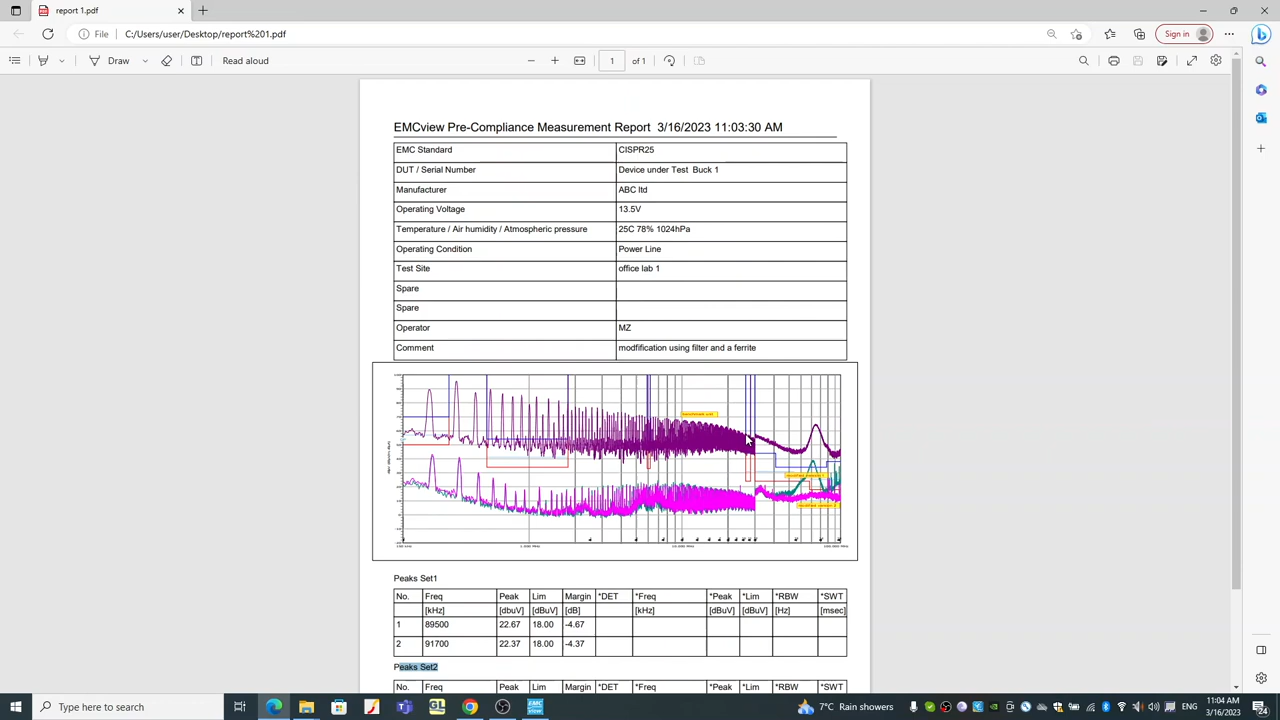 report 1.pdf
File
C:/Users/user/Desktop/report%201.pdf
Sign in
Draw
Read aloud
1
of 1
EMCview Pre-Compliance Measurement Report 3/16/2023 11:03:30 AM
EMC Standard CISPR25
DUT / Serial Number Device under Test Buck 1
Manufacturer ABC ltd
Operating Voltage 13.5V
Temperature / Air humidity / Atmospheric pressure 25C 78% 1024hPa
Operating Condition Power Line
Test Site office lab 1
Spare
Spare
Operator MZ
Comment modfification using filter and a ferrite
Peaks Set1
No. Freq Peak Lim Margin *DET *Freq *Peak *Lim *RBW *SWT
[kHz] [dbuV] [dBuV] [dB] [kHz] [dBuV] [dBuV] [Hz] [msec]
1 89500 22.67 18.00 -4.67
2 91700 22.37 18.00 -4.37
Peaks Set2
No. Freq Peak Lim Margin *DET *Freq *Peak *Lim *RBW *SWT
Type here to search
GL
EMC
view
7°C Rain showers
ENG
11:04 AM
3/16/2023
24